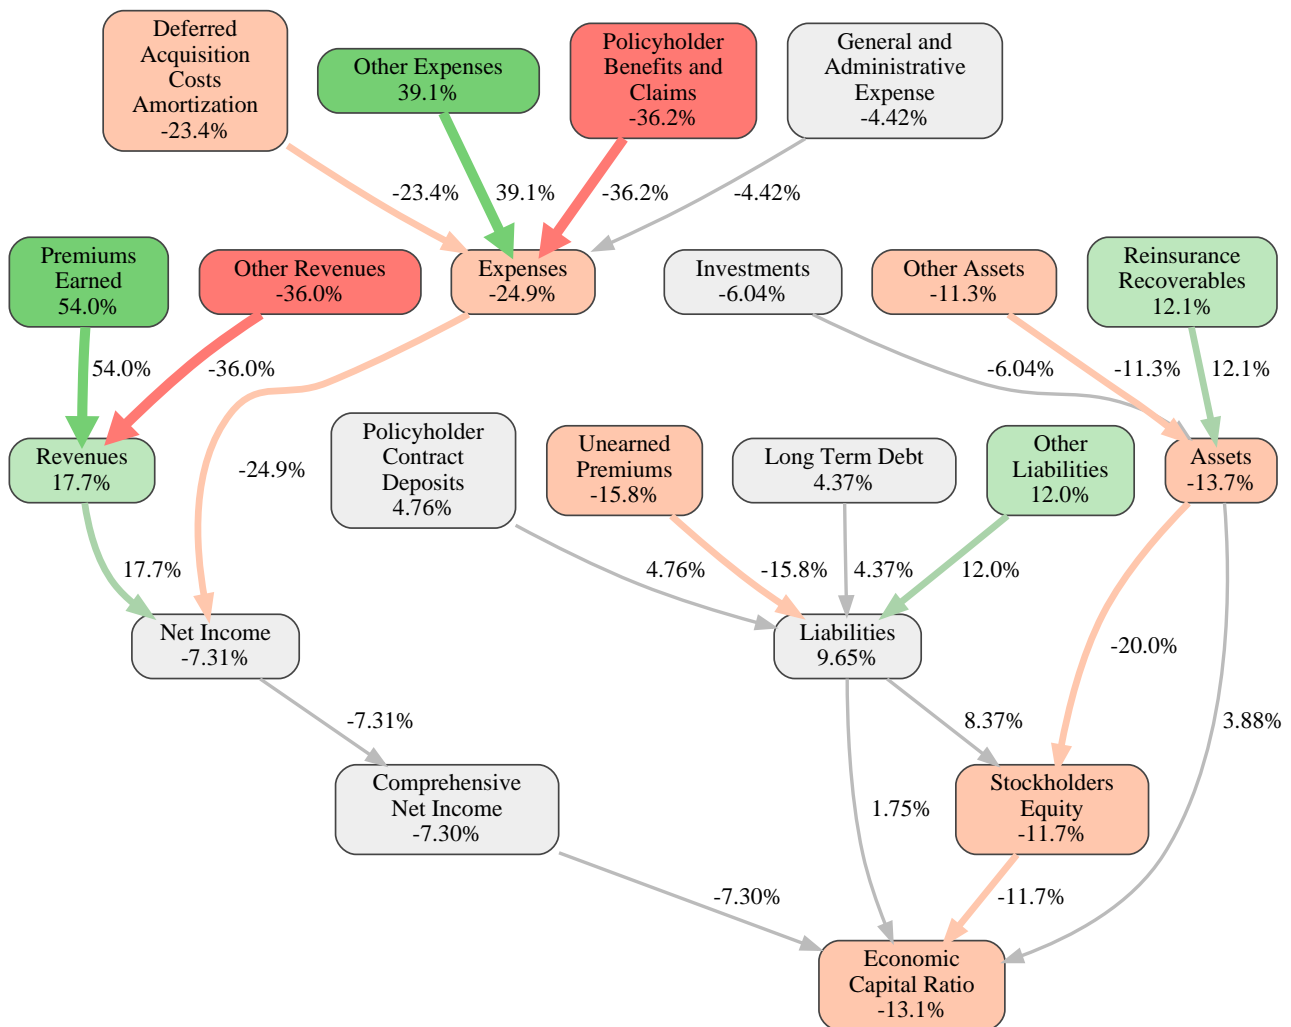 Deferred
Acquisition
Costs
Amortization
-23.4%
Other Expenses
39.1%
Policyholder
Benefits and
Claims
-36.2%
General and
Administrative
Expense
-4.42%
-23.4%
39.1%
-36.2%
-4.42%
Premiums
Earned
54.0%
Other Revenues
-36.0%
Expenses
-24.9%
Investments
-6.04%
Other Assets
-11.3%
Reinsurance
Recoverables
12.1%
54.0%
-36.0%
-6.04%
-11.3%
12.1%
Revenues
17.7%
-24.9%
Policyholder
Contract
Deposits
4.76%
Unearned
Premiums
-15.8%
Long Term Debt
4.37%
Other
Liabilities
12.0%
Assets
-13.7%
17.7%
4.76%
-15.8%
4.37%
12.0%
Net Income
-7.31%
Liabilities
9.65%
-20.0%
-7.31%
8.37%
3.88%
Comprehensive
Net Income
-7.30%
1.75%
Stockholders
Equity
-11.7%
-7.30%
-11.7%
Economic
Capital Ratio
-13.1%